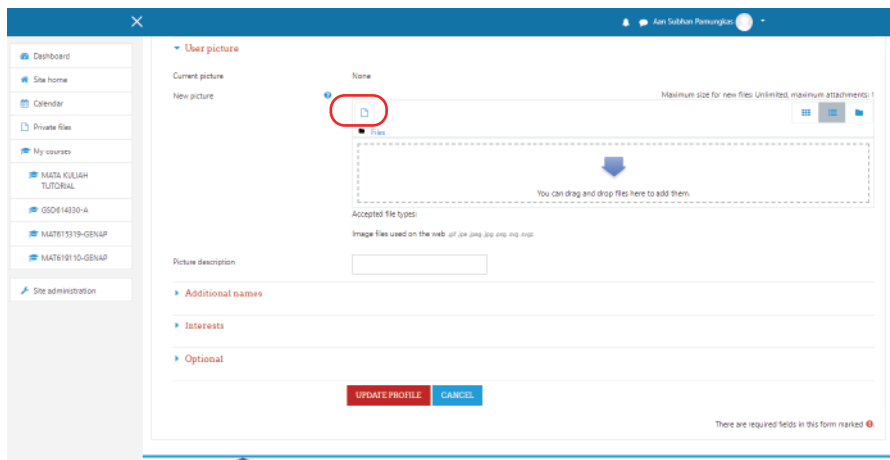 Aan Subhan Pamungkas
Dashboard
Site home
Calendar
Private files
My courses
MATA KULIAH
TUTORIAL
GSD614330-A
MAT615319-GENAP
MAT619110-GENAP
Site administration
User picture
Current picture
None
New picture
Maximum size for new files: Unlimited, maximum attachments: 1
Files
You can drag and drop files here to add them.
Accepted file types:
Image files used on the web .gif .jpe .jpeg .jpg .png .svg .svgz
Picture description
Additional names
Interests
Optional
UPDATE PROFILE
CANCEL
There are required fields in this form marked